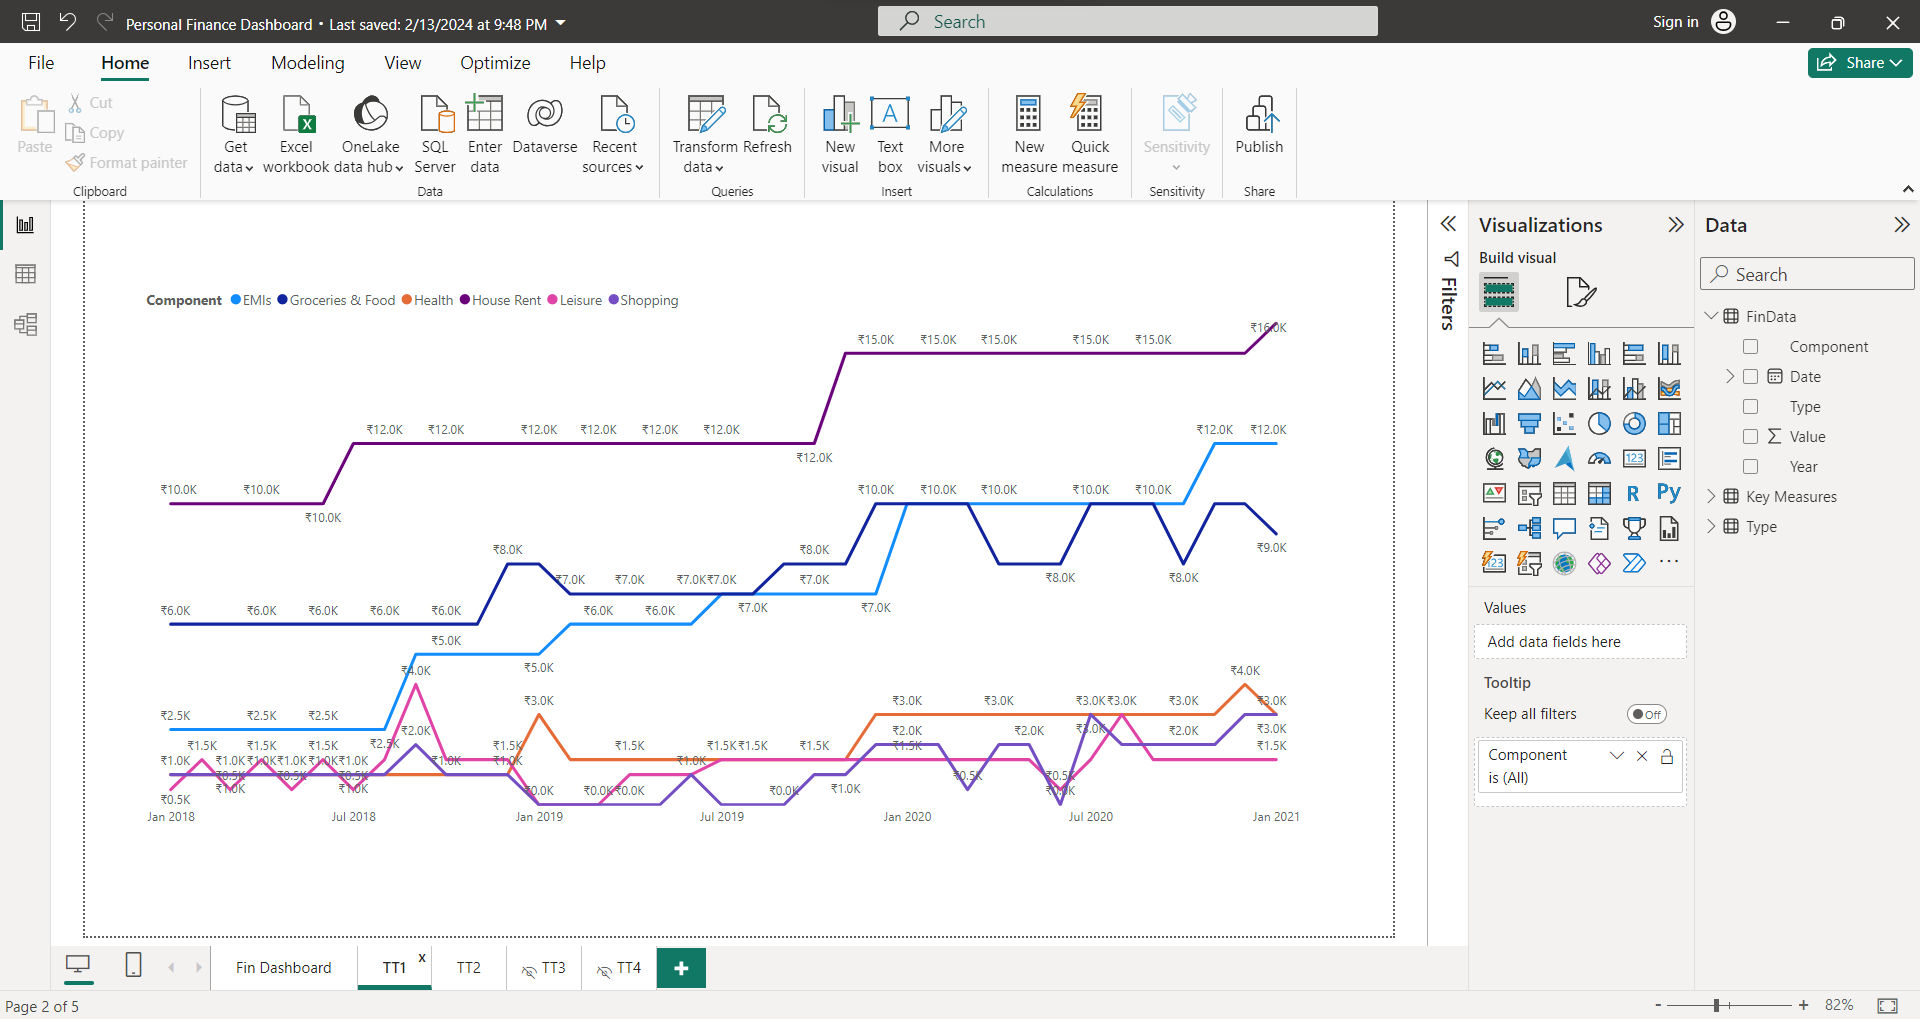 Personal Finance Dashboard • Last saved: 2/13/2024 at 9:48 PM
Search
Sign in
File Home Insert Modeling View Optimize Help
Share
Paste
Cut
Copy
Format painter
Clipboard
Get data
Excel workbook
OneLake data hub
SQL Server
Enter data
Dataverse
Recent sources
Data
Transform data
Refresh
Queries
New visual
Text box
More visuals
Insert
New measure
Quick measure
Calculations
Sensitivity
Sensitivity
Publish
Share
Component EMIs Groceries & Food Health House Rent Leisure Shopping
₹16.0K
₹15.0K ₹15.0K ₹15.0K ₹15.0K ₹15.0K
₹12.0K ₹12.0K ₹12.0K ₹12.0K ₹12.0K ₹12.0K ₹12.0K ₹12.0K
₹12.0K
₹10.0K ₹10.0K ₹10.0K ₹10.0K ₹10.0K ₹10.0K ₹10.0K
₹10.0K
₹8.0K ₹8.0K ₹9.0K
₹7.0K ₹7.0K ₹7.0K ₹7.0K ₹7.0K ₹8.0K ₹8.0K
₹6.0K ₹6.0K ₹6.0K ₹6.0K ₹6.0K ₹6.0K ₹6.0K ₹7.0K ₹7.0K
₹5.0K
₹4.0K ₹5.0K ₹4.0K
₹3.0K ₹3.0K ₹3.0K ₹3.0K ₹3.0K ₹3.0K ₹3.0K
₹2.5K ₹2.5K ₹2.5K
₹2.0K ₹2.0K ₹2.0K ₹3.0K ₹2.0K ₹3.0K
₹1.5K ₹1.5K ₹1.5K ₹2.5K ₹1.5K ₹1.5K ₹1.5K ₹1.5K ₹1.5K ₹1.5K ₹1.5K
₹1.0K ₹1.0K ₹1.0K ₹1.0K ₹1.0K ₹1.0K ₹1.0K ₹1.0K
₹0.5K ₹0.5K ₹0.5K ₹0.5K ₹0.5K
₹1.0K ₹1.0K ₹0.0K ₹0.0K ₹0.0K ₹0.0K ₹1.0K ₹0.0K
₹0.5K
Jan 2018 Jul 2018 Jan 2019 Jul 2019 Jan 2020 Jul 2020 Jan 2021
Filters
Visualizations
Build visual
123
R
Py
123
Values
Add data fields here
Tooltip
Keep all filters
Off
Component
is (All)
Data
Search
FinData
Component
Date
Type
Value
Year
Key Measures
Type
Fin Dashboard TT1 x TT2 TT3 TT4 +
Page 2 of 5
- + 82%